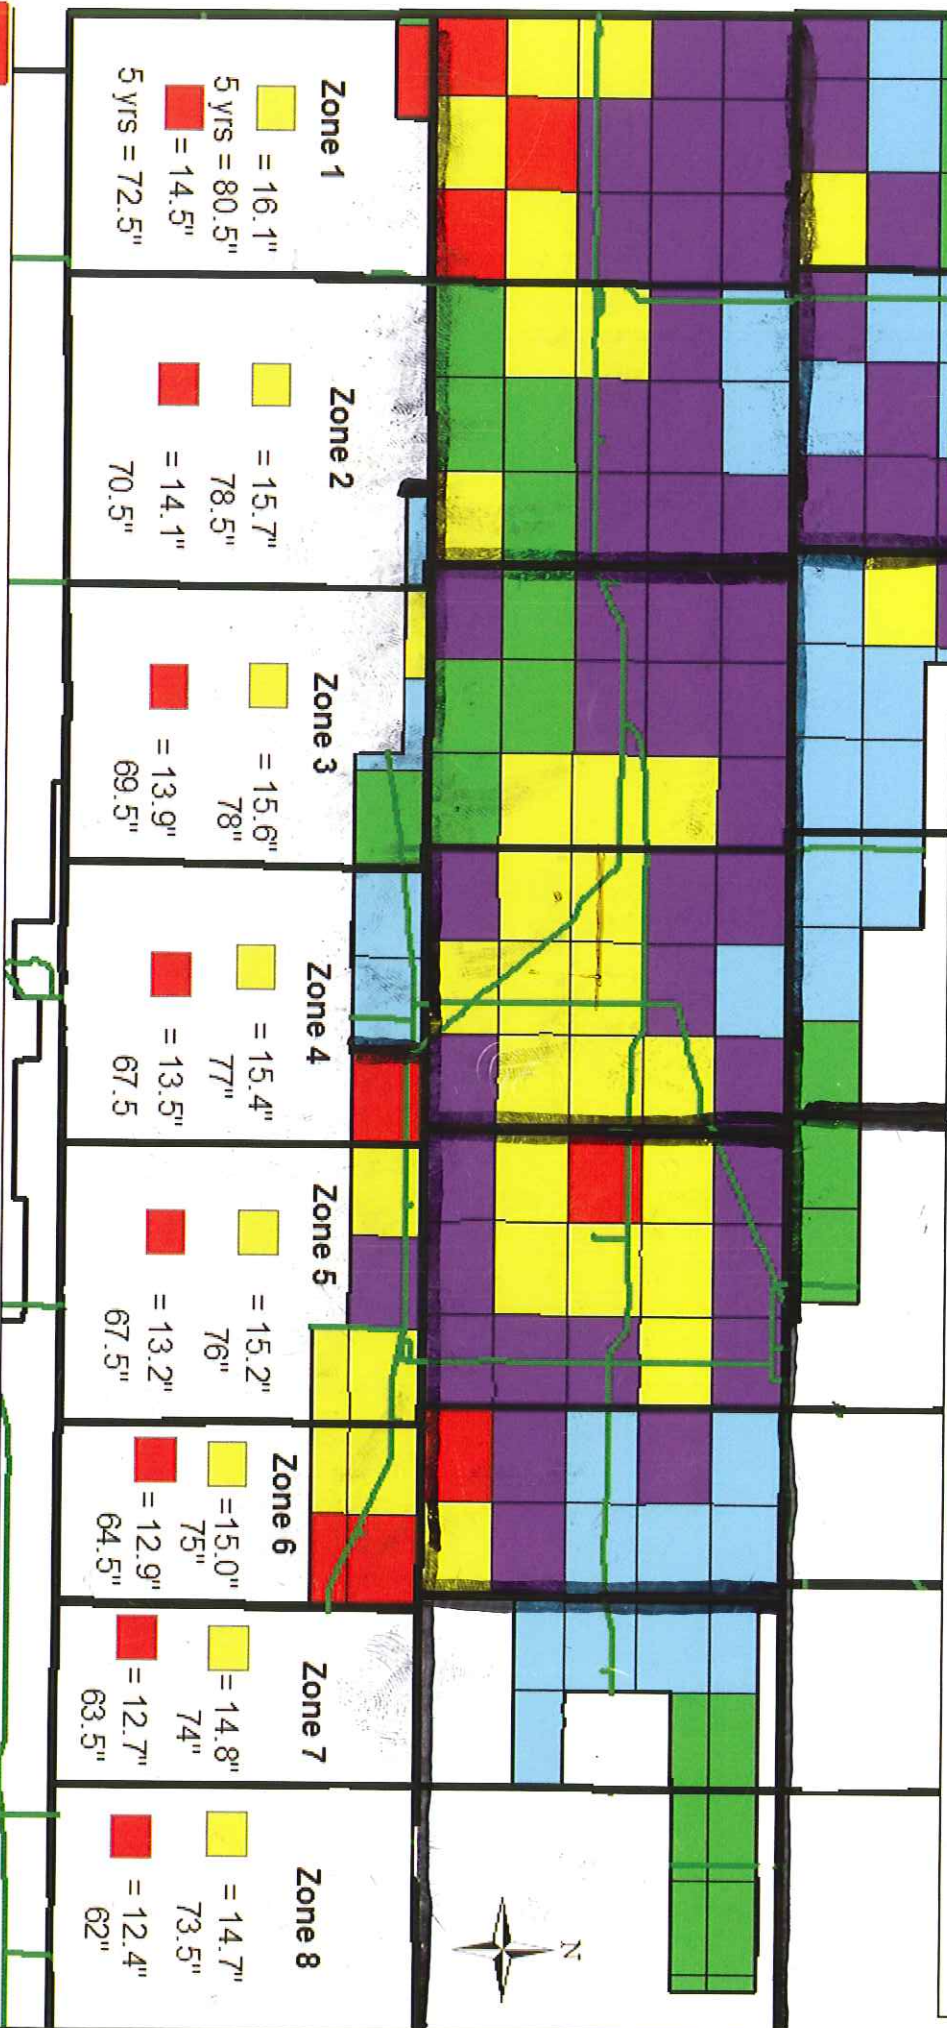 Zone 1
= 16.1"
5 yrs = 80.5"
= 14.5"
5 yrs = 72.5"
Zone 2
= 15.7"
78.5"
= 14.1"
70.5"
Zone 3
= 15.6"
78"
= 13.9"
69.5"
Zone 4
= 15.4"
77"
= 13.5"
67.5
Zone 5
= 15.2"
76"
= 13.2"
67.5"
Zone 6
=15.0"
75"
= 12.9"
64.5"
Zone 7
= 14.8"
74"
= 12.7"
63.5"
Zone 8
= 14.7"
73.5"
= 12.4"
62"
N